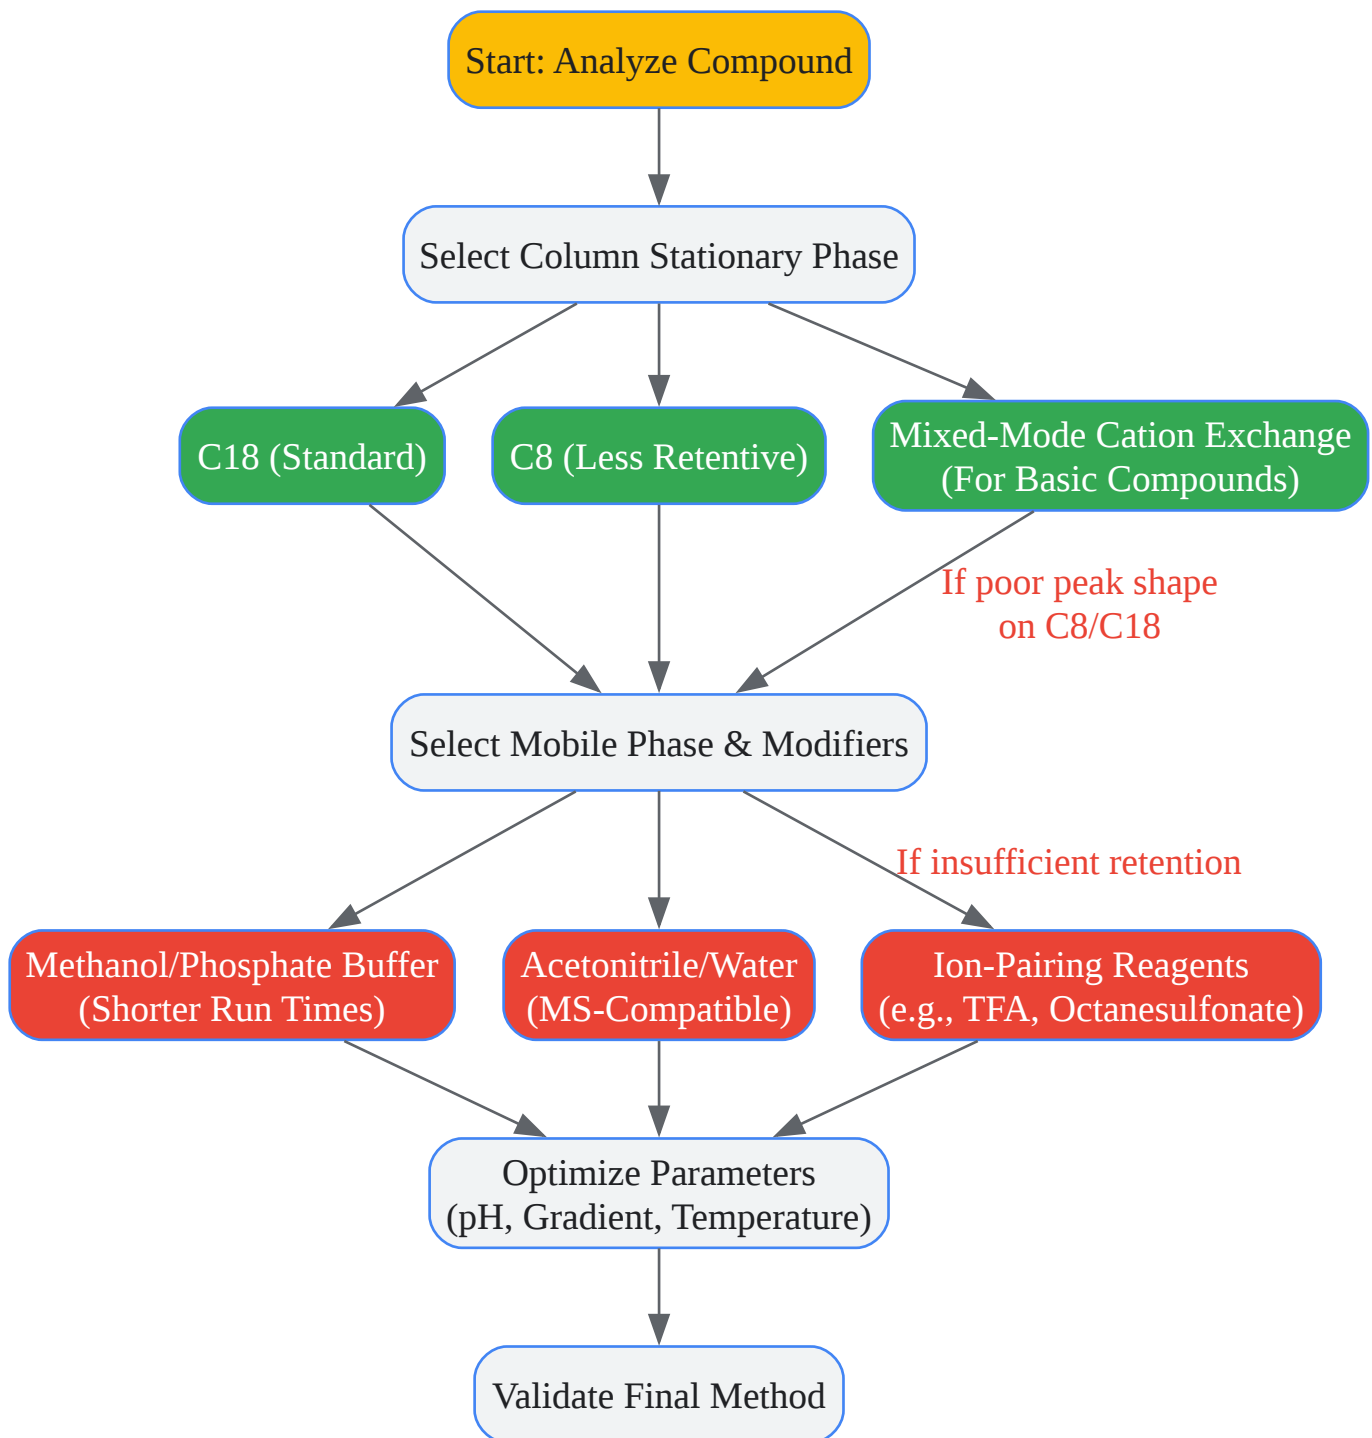 Start: Analyze Compound
Select Column Stationary Phase
C18 (Standard)
C8 (Less Retentive)
Mixed-Mode Cation Exchange
(For Basic Compounds)
If poor peak shape
on C8/C18
Select Mobile Phase & Modifiers
If insufficient retention
Methanol/Phosphate Buffer
(Shorter Run Times)
Acetonitrile/Water
(MS-Compatible)
Ion-Pairing Reagents
(e.g., TFA, Octanesulfonate)
Optimize Parameters
(pH, Gradient, Temperature)
Validate Final Method